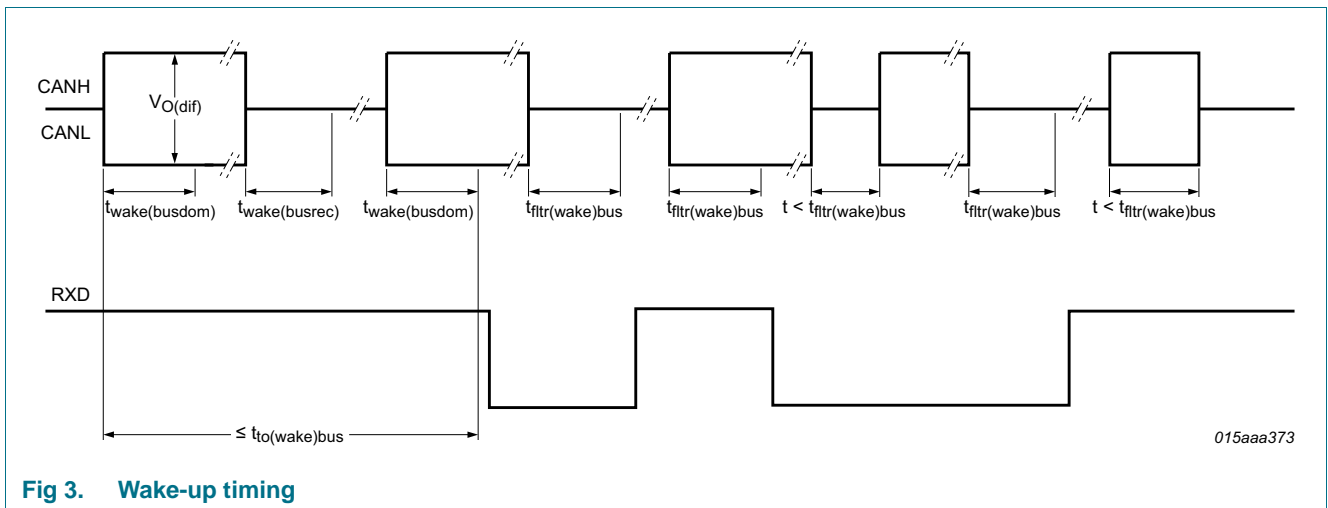 CANH
V_O(dif)
CANL
t_wake(busdom) t_wake(busrec) t_wake(busdom) t_fltr(wake)bus t_fltr(wake)bus t < t_fltr(wake)bus t_fltr(wake)bus t < t_fltr(wake)bus
RXD
≤ t_to(wake)bus
015aaa373
Fig 3. Wake-up timing